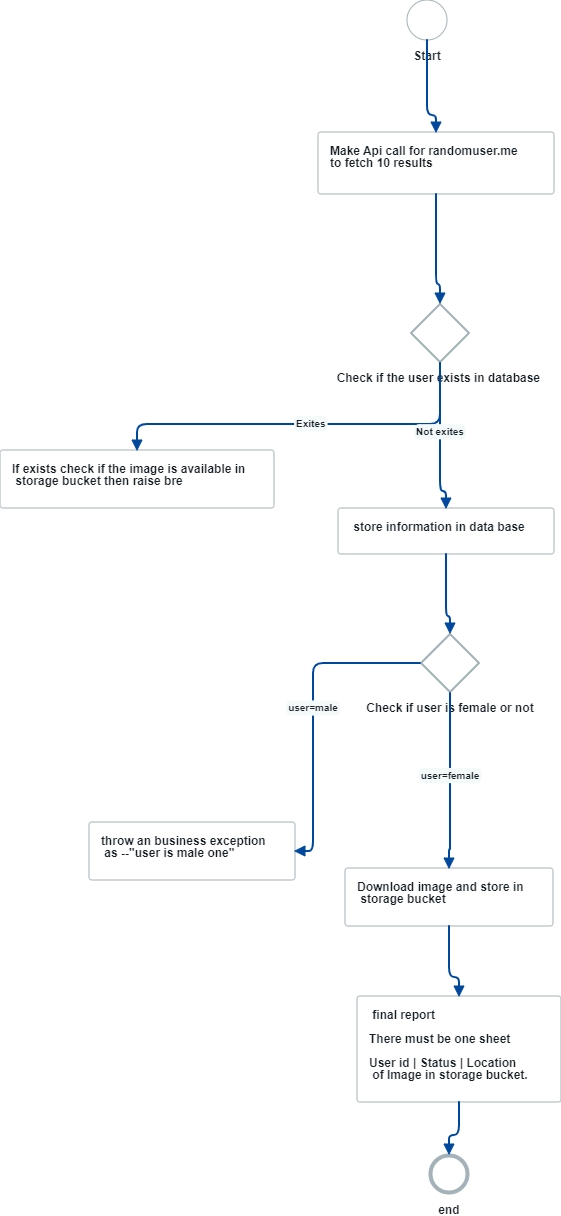 Start
Make Api call for randomuser.me
to fetch 10 results
Check if the user exists in database
Exites
Not exites
If exists check if the image is available in
storage bucket then raise bre
store information in data base
user=male
Check if user is female or not
user=female
throw an business exception
as --"user is male one"
Download image and store in
storage bucket
final report
There must be one sheet
User id | Status | Location
of Image in storage bucket.
end